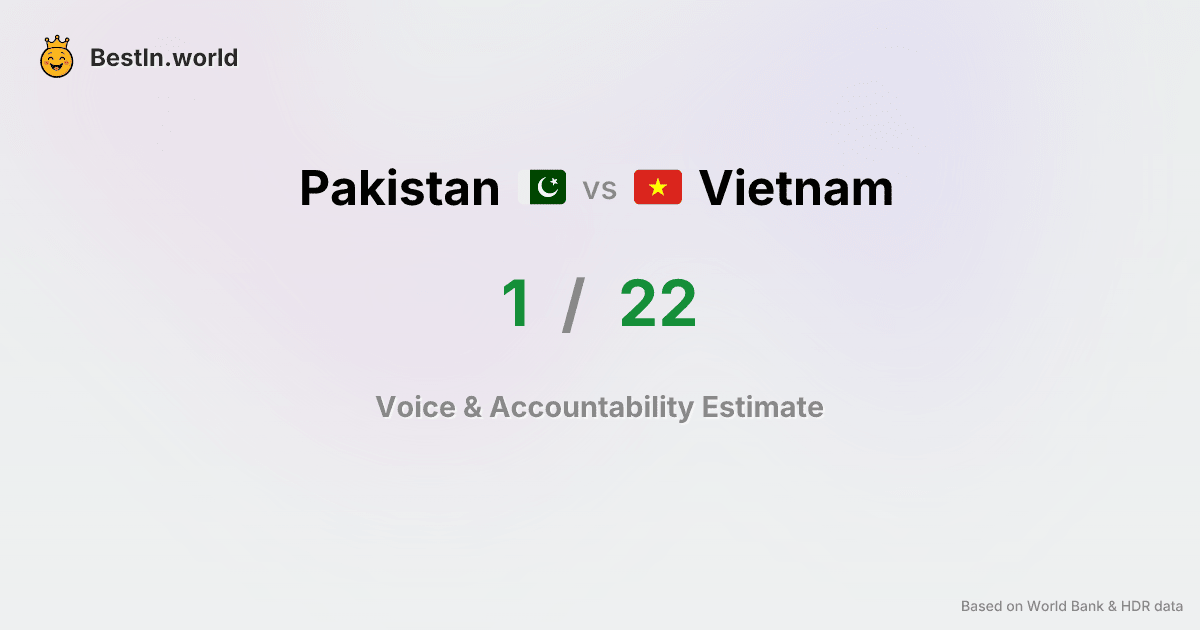 BestIn.world
Pakistan vs Vietnam
1 / 22
Voice & Accountability Estimate
Based on World Bank & HDR data